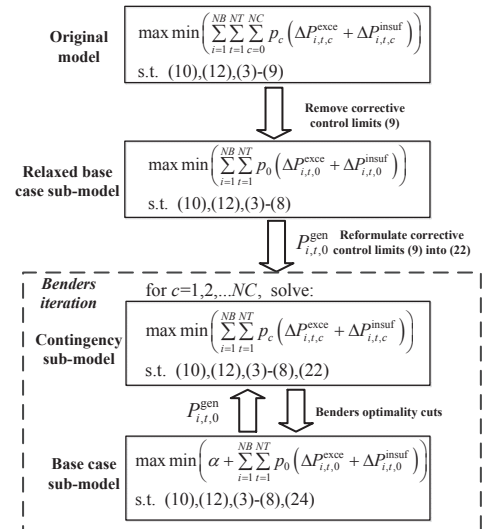 Original model
max min(∑_{i=1}^{NB} ∑_{t=1}^{NT} ∑_{c=0}^{NC} p_c (ΔP_{i,t,c}^{exce} + ΔP_{i,t,c}^{insuf}))
s.t. (10),(12),(3)-(9)
Remove corrective
control limits (9)
Relaxed base
case sub-model
max min(∑_{i=1}^{NB} ∑_{t=1}^{NT} p_0 (ΔP_{i,t,0}^{exce} + ΔP_{i,t,0}^{insuf}))
s.t. (10),(12),(3)-(8)
P_{i,t,0}^{gen}
Reformulate corrective
control limits (9) into (22)
Benders
iteration
for c=1,2,...NC, solve:
Contingency
sub-model
max min(∑_{i=1}^{NB} ∑_{t=1}^{NT} p_c (ΔP_{i,t,c}^{exce} + ΔP_{i,t,c}^{insuf}))
s.t. (10),(12),(3)-(8),(22)
P_{i,t,0}^{gen}
Benders optimality cuts
Base case
sub-model
max min(α + ∑_{i=1}^{NB} ∑_{t=1}^{NT} p_0 (ΔP_{i,t,0}^{exce} + ΔP_{i,t,0}^{insuf}))
s.t. (10),(12),(3)-(8),(24)